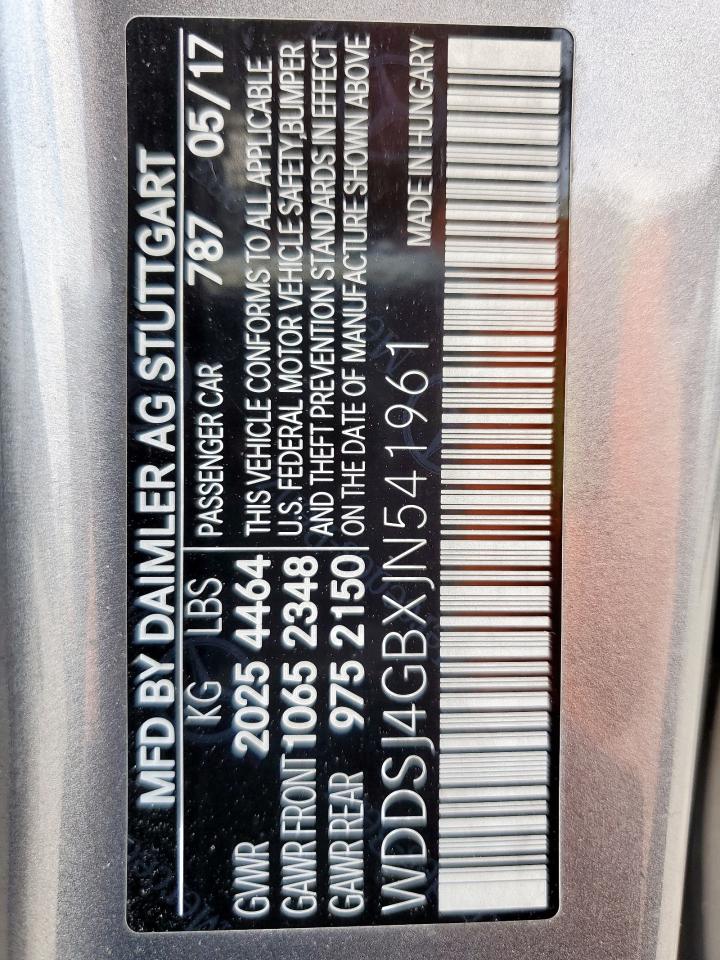 MFD BY DAIMLER AG STUTTGART
KG LBS PASSENGER CAR 787 05/17
GVWR 2025 4464 THIS VEHICLE CONFORMS TO ALL APPLICABLE
GAWR FRONT 1065 2348 U.S. FEDERAL MOTOR VEHICLE SAFETY,BUMPER
GAWR REAR 975 2150 AND THEFT PREVENTION STANDARDS IN EFFECT
ON THE DATE OF MANUFACTURE SHOWN ABOVE
WDDSJ4GBXJN541961 MADE IN HUNGARY